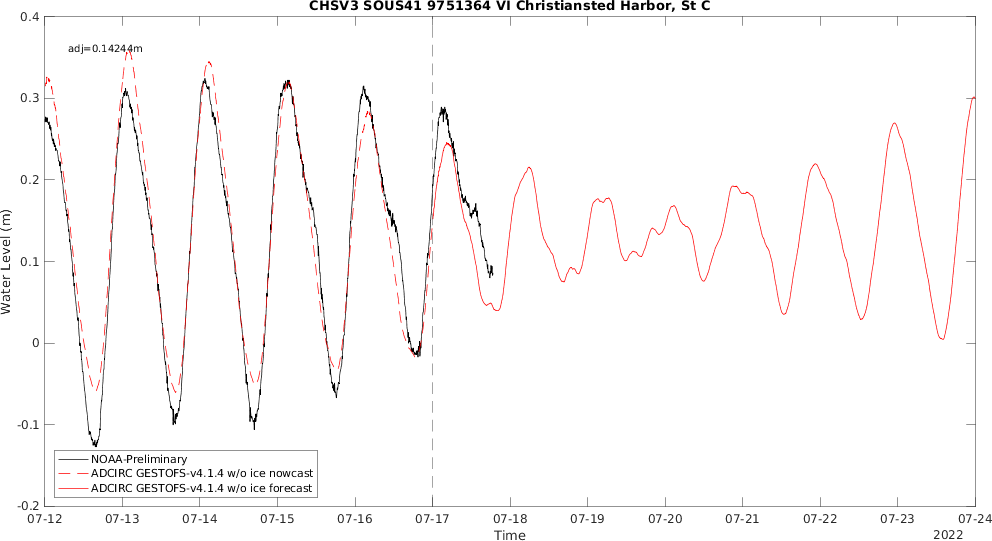 CHSV3 SOUS41 9751364 VI Christiansted Harbor, St C
adj=0.14244m
Water Level (m)
0.4
0.3
0.2
0.1
0
-0.1
-0.2
NOAA-Preliminary
ADCIRC GESTOFS-v4.1.4 w/o ice nowcast
ADCIRC GESTOFS-v4.1.4 w/o ice forecast
07-12 07-13 07-14 07-15 07-16 07-17 07-18 07-19 07-20 07-21 07-22 07-23 07-24
Time
2022